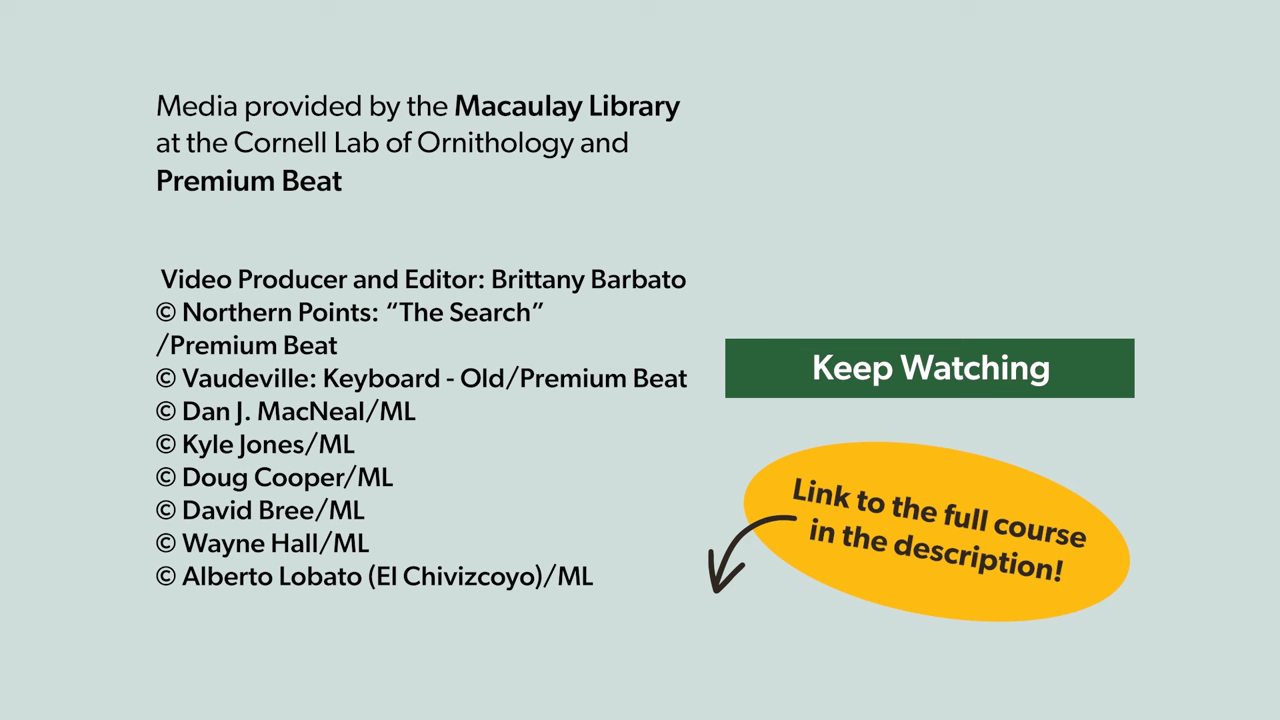 Media provided by the Macaulay Library
at the Cornell Lab of Ornithology and
Premium Beat
Video Producer and Editor: Brittany Barbato
© Northern Points: “The Search”
/Premium Beat
© Vaudeville: Keyboard - Old/Premium Beat
© Dan J. MacNeal/ML
© Kyle Jones/ML
© Doug Cooper/ML
© David Bree/ML
© Wayne Hall/ML
© Alberto Lobato (El Chivizcoyo)/ML
Keep Watching
Link to the full course
in the description!